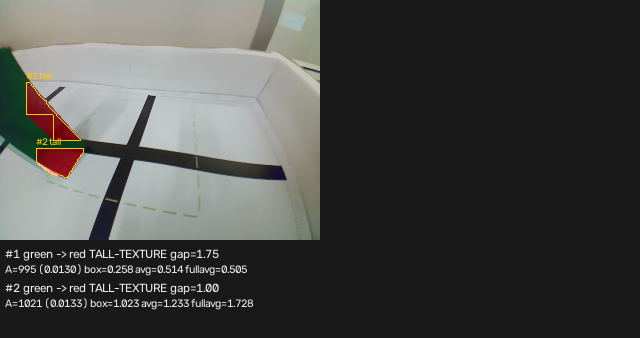 #1 tall
#2 tall
#1 green -> red TALL-TEXTURE gap=1.75
A=995 (0.0130) box=0.258 avg=0.514 fullavg=0.505
#2 green -> red TALL-TEXTURE gap=1.00
A=1021 (0.0133) box=1.023 avg=1.233 fullavg=1.728